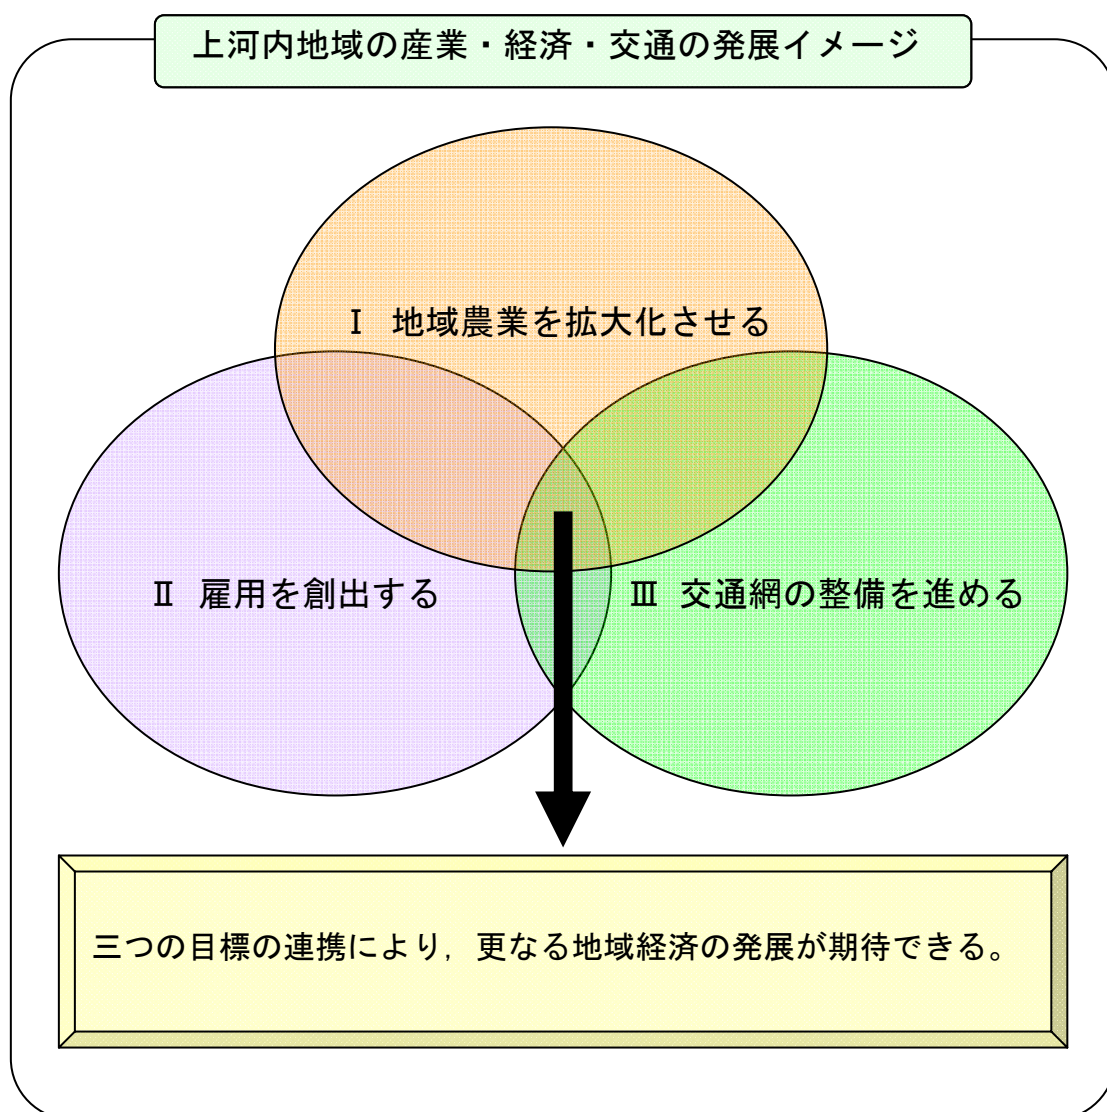 上河内地域の産業・経済・交通の発展イメージ
Ⅰ 地域農業を拡大化させる
Ⅱ 雇用を創出する
Ⅲ 交通網の整備を進める
三つの目標の連携により，更なる地域経済の発展が期待できる。